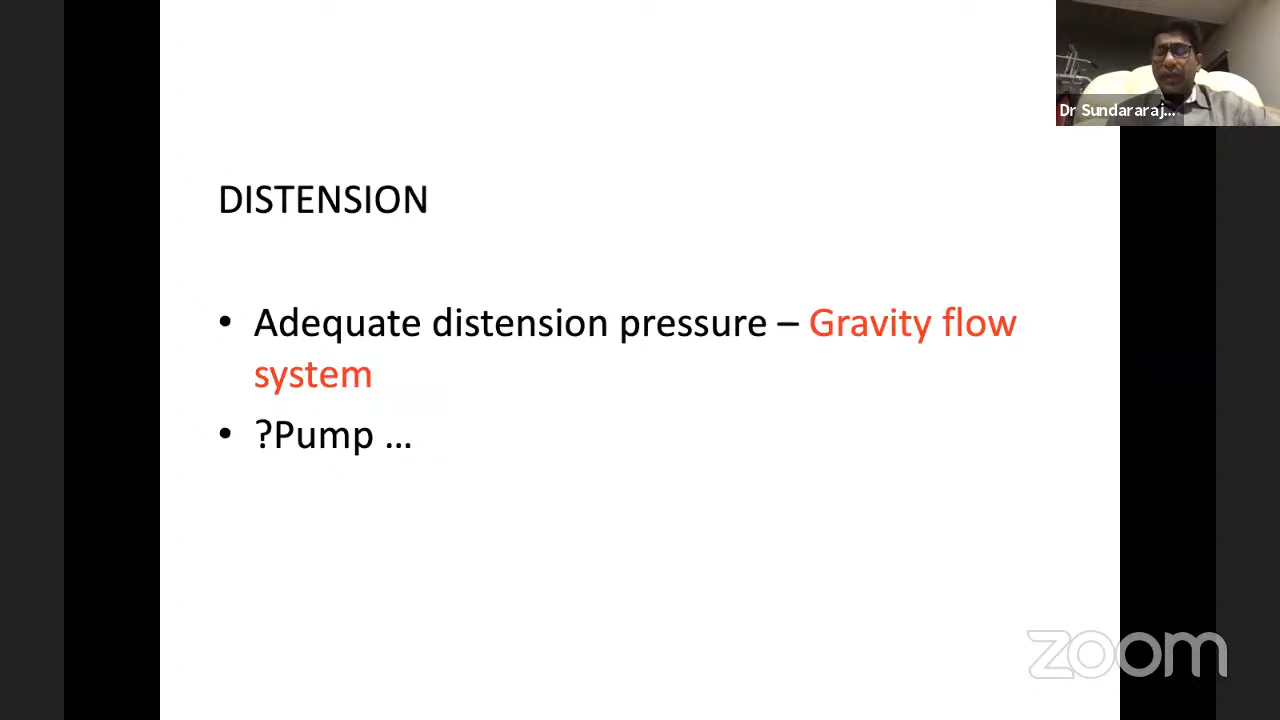 Dr Sundararaj...
DISTENSION
• Adequate distension pressure – Gravity flow
system
• ?Pump ...
zoom